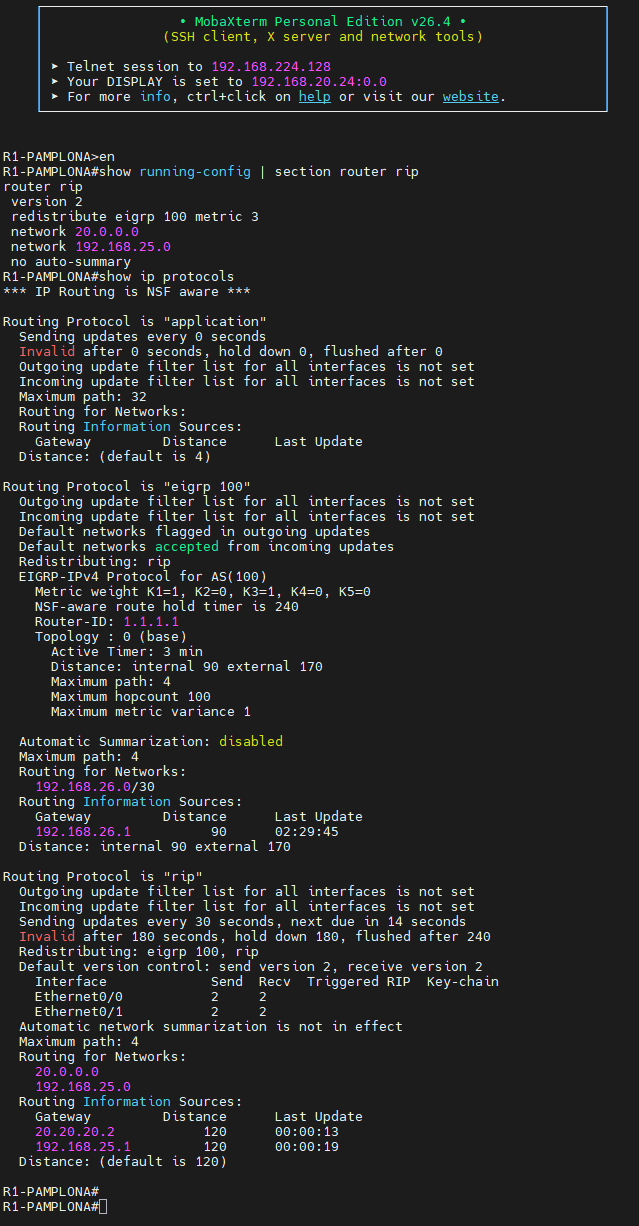 • MobaXterm Personal Edition v26.4 •
(SSH client, X server and network tools)
➤ Telnet session to 192.168.224.128
➤ Your DISPLAY is set to 192.168.20.24:0.0
➤ For more info, ctrl+click on help or visit our website.
R1-PAMPLONA>en
R1-PAMPLONA#show running-config | section router rip
router rip
 version 2
 redistribute eigrp 100 metric 3
 network 20.0.0.0
 network 192.168.25.0
 no auto-summary
R1-PAMPLONA#show ip protocols
*** IP Routing is NSF aware ***
Routing Protocol is "application"
  Sending updates every 0 seconds
  Invalid after 0 seconds, hold down 0, flushed after 0
  Outgoing update filter list for all interfaces is not set
  Incoming update filter list for all interfaces is not set
  Maximum path: 32
  Routing for Networks:
  Routing Information Sources:
    Gateway         Distance      Last Update
  Distance: (default is 4)
Routing Protocol is "eigrp 100"
  Outgoing update filter list for all interfaces is not set
  Incoming update filter list for all interfaces is not set
  Default networks flagged in outgoing updates
  Default networks accepted from incoming updates
  Redistributing: rip
  EIGRP-IPv4 Protocol for AS(100)
    Metric weight K1=1, K2=0, K3=1, K4=0, K5=0
    NSF-aware route hold timer is 240
    Router-ID: 1.1.1.1
    Topology : 0 (base)
      Active Timer: 3 min
      Distance: internal 90 external 170
      Maximum path: 4
      Maximum hopcount 100
      Maximum metric variance 1
  Automatic Summarization: disabled
  Maximum path: 4
  Routing for Networks:
    192.168.26.0/30
  Routing Information Sources:
    Gateway         Distance      Last Update
    192.168.26.1          90      02:29:45
  Distance: internal 90 external 170
Routing Protocol is "rip"
  Outgoing update filter list for all interfaces is not set
  Incoming update filter list for all interfaces is not set
  Sending updates every 30 seconds, next due in 14 seconds
  Invalid after 180 seconds, hold down 180, flushed after 240
  Redistributing: eigrp 100, rip
  Default version control: send version 2, receive version 2
    Interface             Send  Recv  Triggered RIP  Key-chain
    Ethernet0/0           2     2
    Ethernet0/1           2     2
  Automatic network summarization is not in effect
  Maximum path: 4
  Routing for Networks:
    20.0.0.0
    192.168.25.0
  Routing Information Sources:
    Gateway         Distance      Last Update
    20.20.20.2           120      00:00:13
    192.168.25.1         120      00:00:19
  Distance: (default is 120)
R1-PAMPLONA#
R1-PAMPLONA#